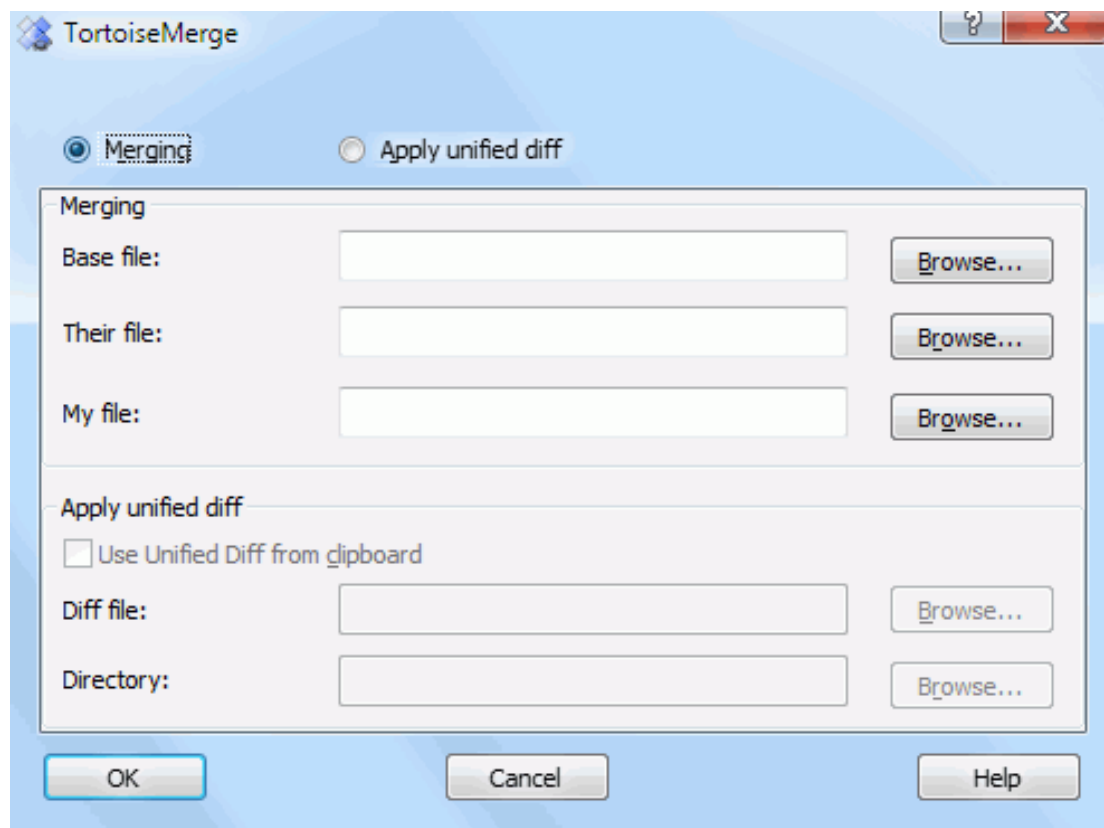 TortoiseMerge
Merging Apply unified diff
Merging
Base file: Browse...
Their file: Browse...
My file: Browse...
Apply unified diff
Use Unified Diff from clipboard
Diff file: Browse...
Directory: Browse...
OK Cancel Help